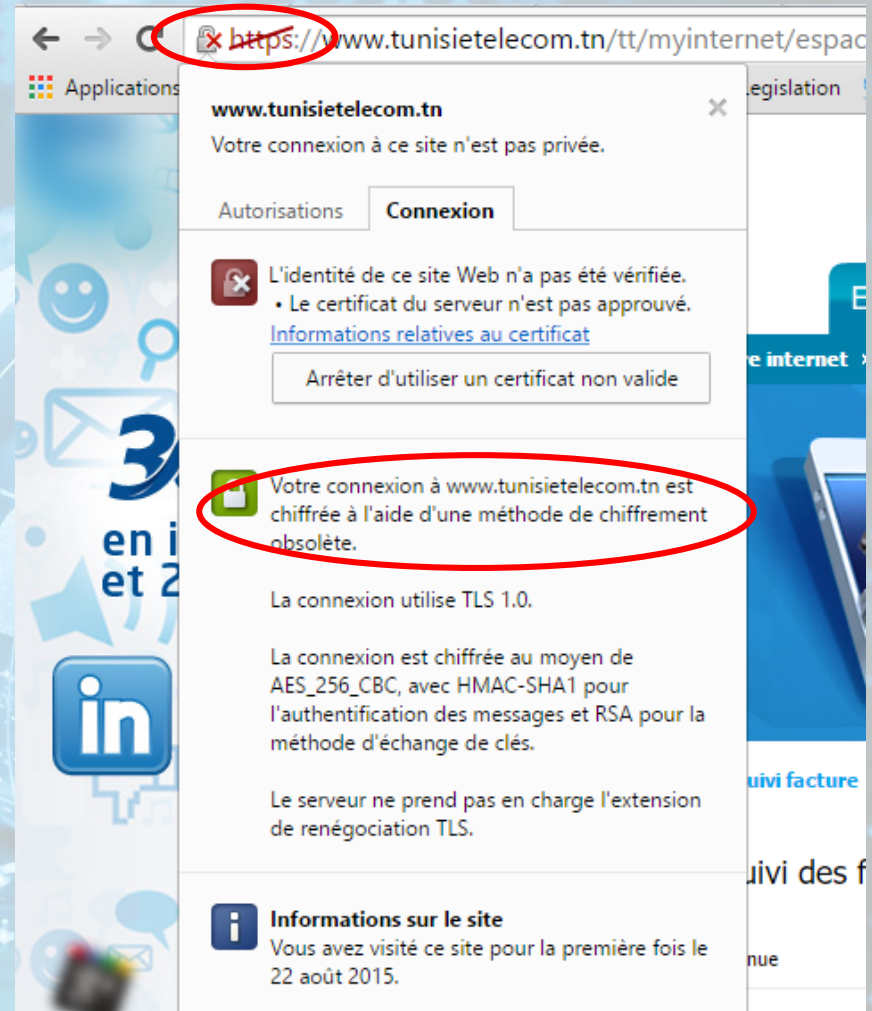 https://www.tunisietelecom.tn/tt/myinternet/espac
Applications
egislation
www.tunisietelecom.tn
Votre connexion à ce site n'est pas privée.
Autorisations Connexion
L'identité de ce site Web n'a pas été vérifiée.
• Le certificat du serveur n'est pas approuvé.
Informations relatives au certificat
Arrêter d'utiliser un certificat non valide
E
e internet
3
en i
et 2
Votre connexion à www.tunisietelecom.tn est
chiffrée à l'aide d'une méthode de chiffrement
obsolète.
La connexion utilise TLS 1.0.
La connexion est chiffrée au moyen de
AES_256_CBC, avec HMAC-SHA1 pour
l'authentification des messages et RSA pour la
méthode d'échange de clés.
in
Le serveur ne prend pas en charge l'extension
de renégociation TLS.
uivi facture
uivi des f
Informations sur le site
Vous avez visité ce site pour la première fois le
22 août 2015.
nue